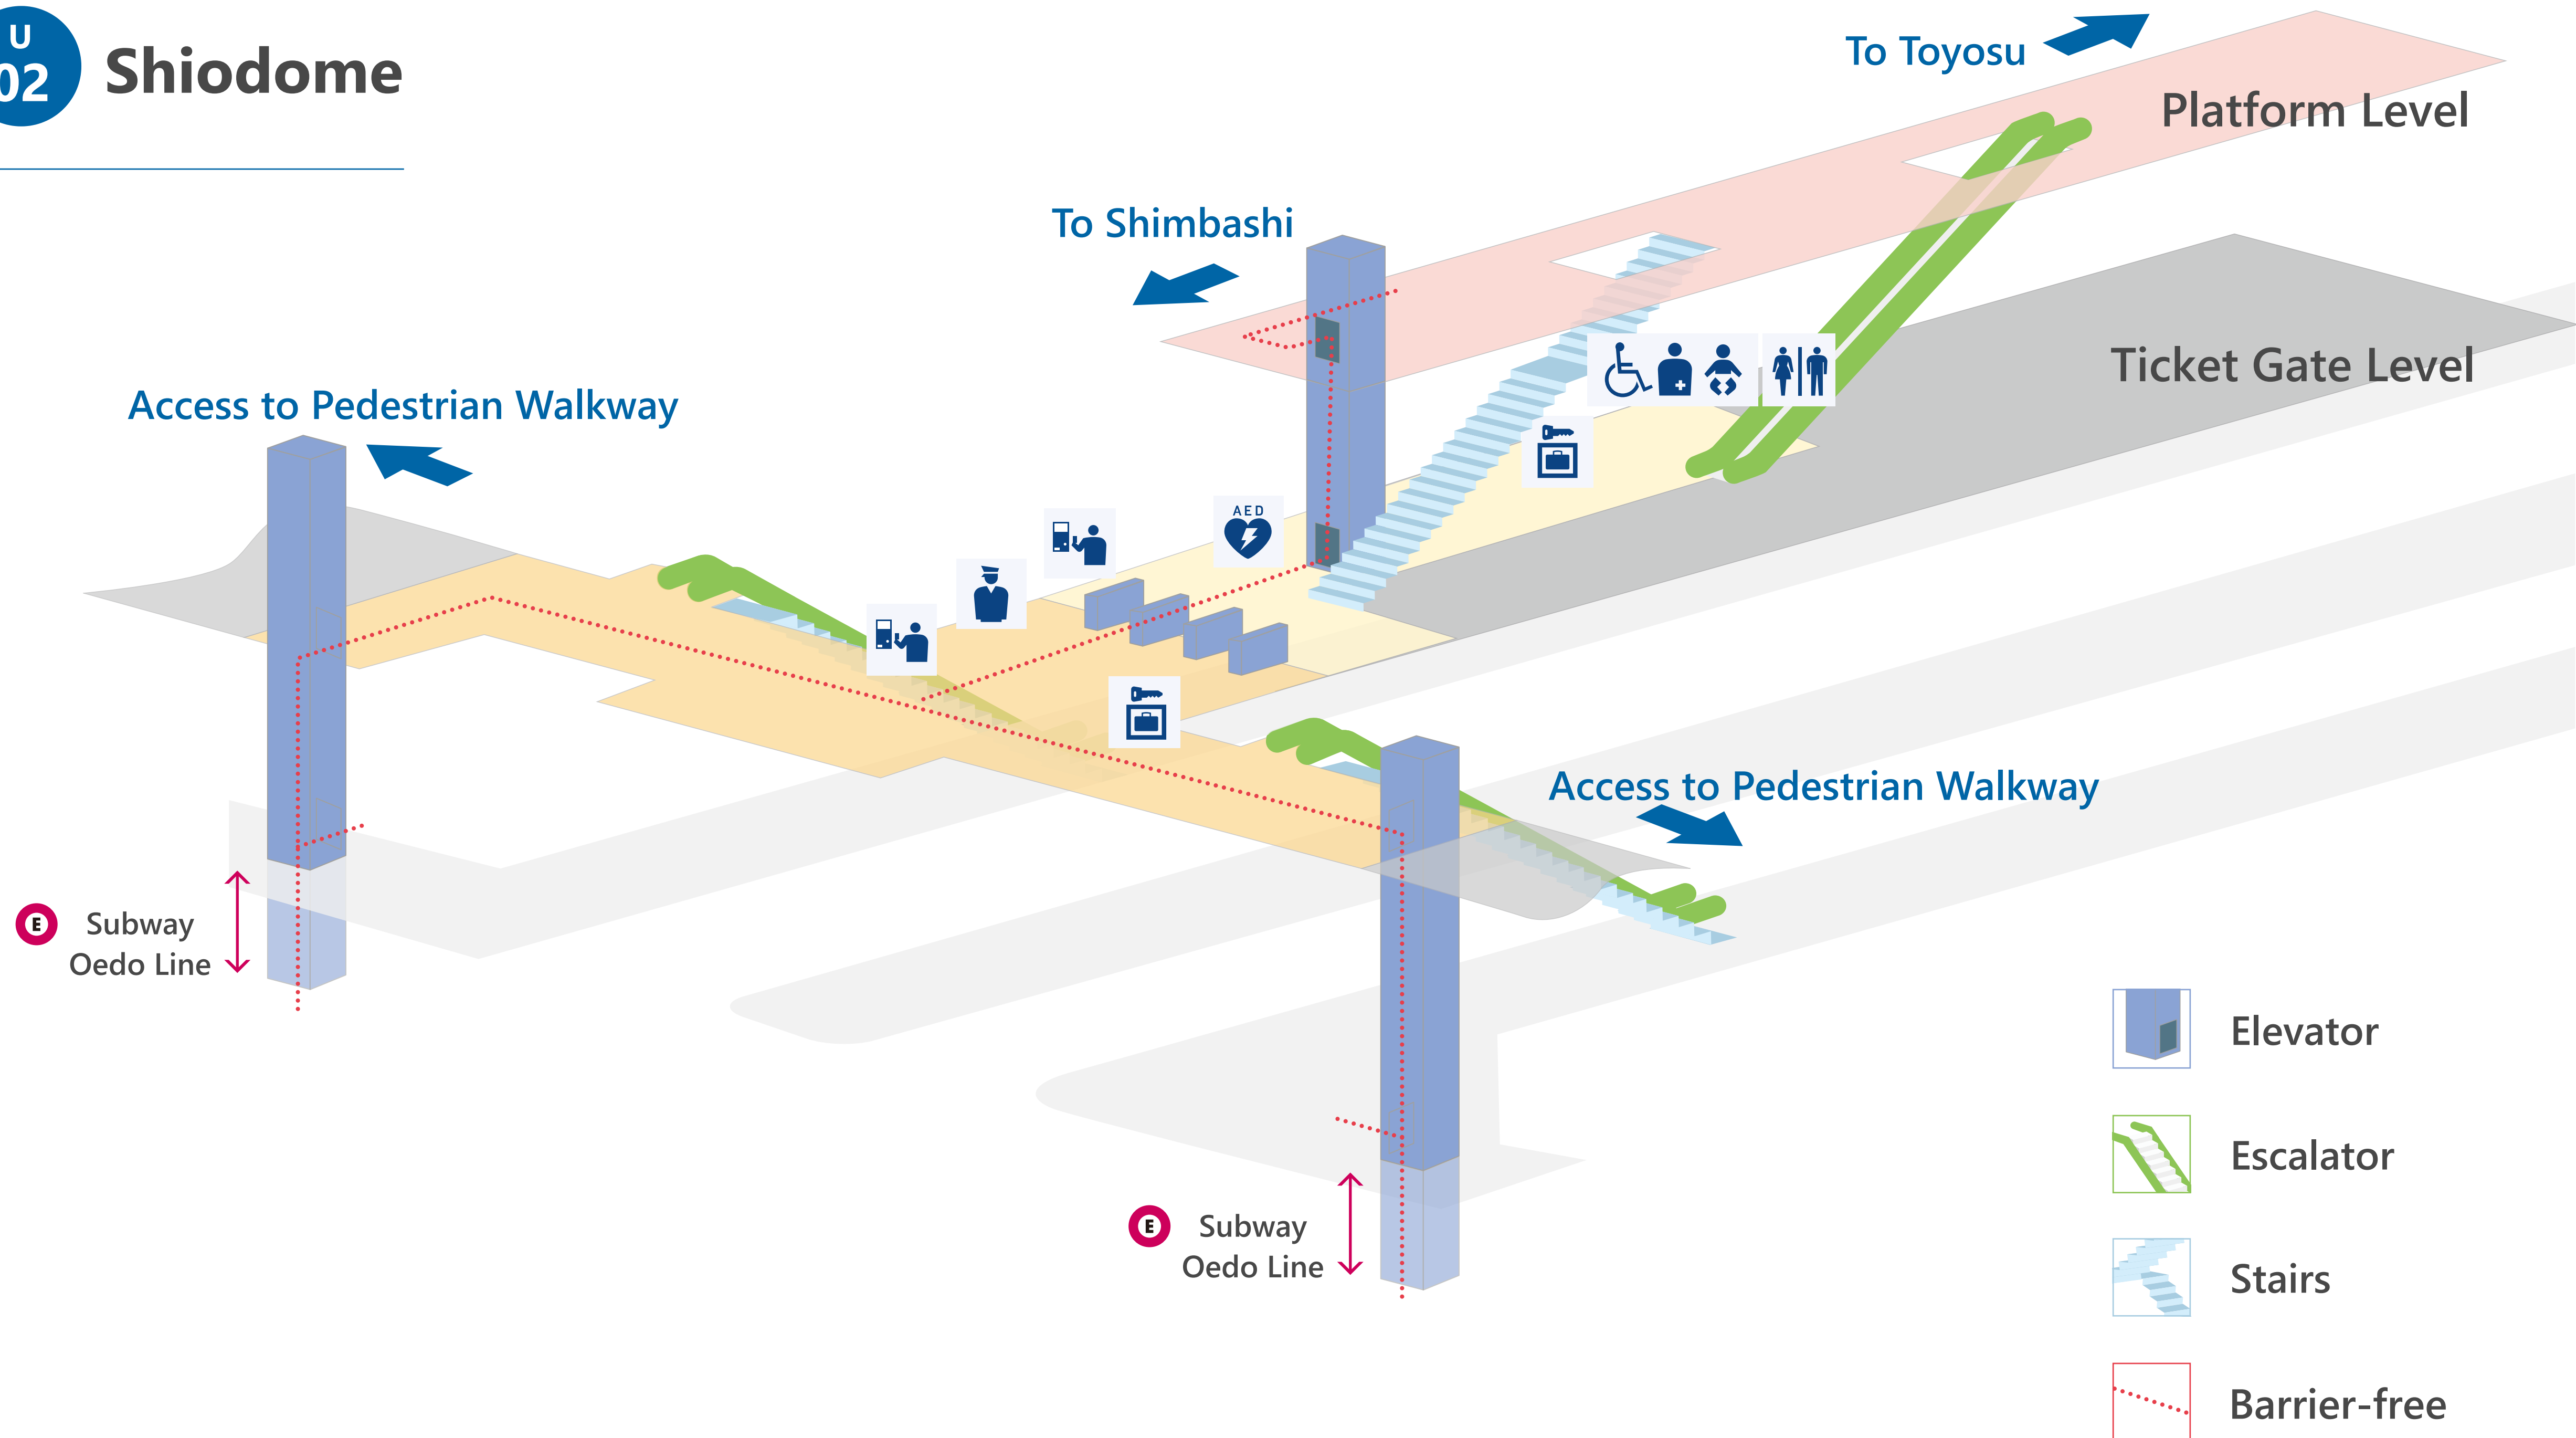 U
02
Shiodome
To Toyosu
Platform Level
To Shimbashi
Ticket Gate Level
Access to Pedestrian Walkway
AED
Access to Pedestrian Walkway
E
Subway
Oedo Line
E
Subway
Oedo Line
Elevator
Escalator
Stairs
Barrier-free